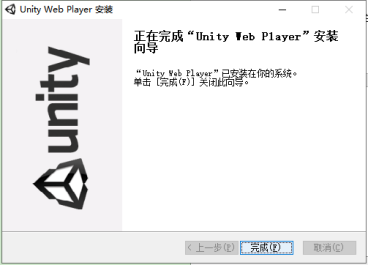 Unity Web Player 安装
正在完成“Unity Web Player”安装
向导
“Unity Web Player”已安装在你的系统。
单击 [完成(F)] 关闭此向导。
unity
< 上一步(P)
完成(F)
取消(C)